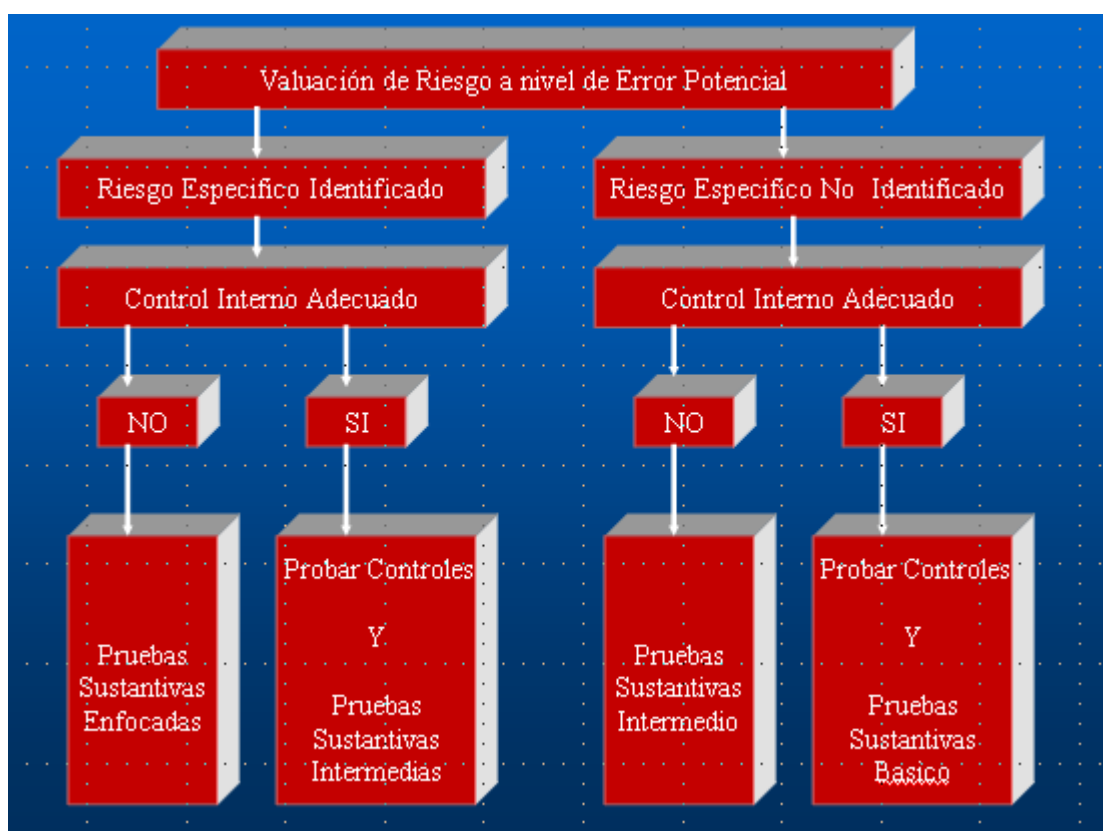 Valuación de Riesgo a nivel de Error Potencial
Riesgo Especifico Identificado
Riesgo Especifico No Identificado
Control Interno Adecuado
Control Interno Adecuado
NO
SI
NO
SI
Pruebas
Sustantivas
Enfocadas
Probar Controles
Y
Pruebas
Sustantivas
Intermedias
Pruebas
Sustantivas
Intermedio
Probar Controles
Y
Pruebas
Sustantivas
Basico